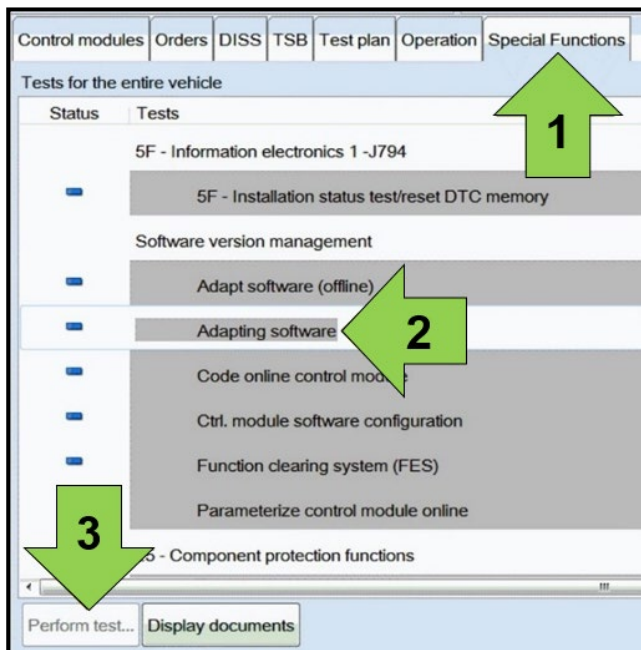 Control modules Orders DISS TSB Test plan Operation Special Functions
Tests for the entire vehicle
Status Tests
1
5F - Information electronics 1 -J794
5F - Installation status test/reset DTC memory
Software version management
Adapt software (offline)
Adapting software 2
Code online control module
Ctrl. module software configuration
Function clearing system (FES)
Parameterize control module online
3
5 - Component protection functions
Perform test... Display documents